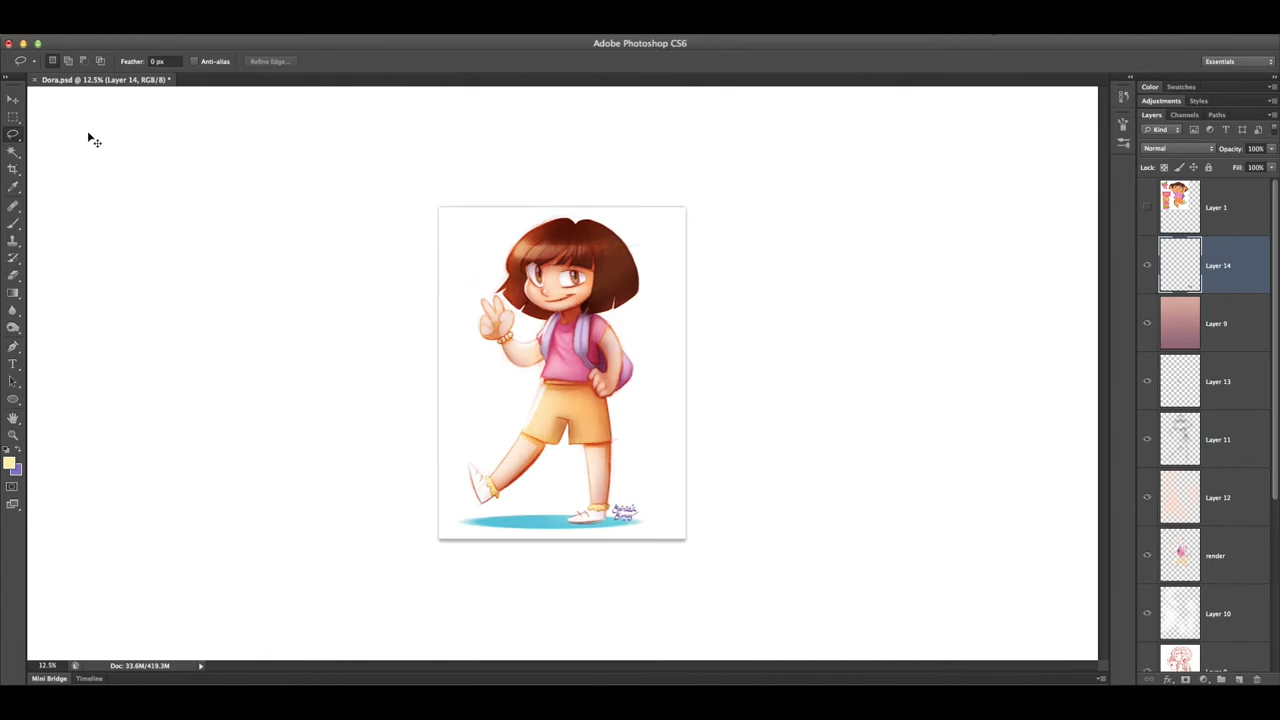 Adobe Photoshop CS6
Feather: 0 px Anti-alias Refine Edge... Essentials
Dora.psd @ 12.5% (Layer 14, RGB/8) *
Color Swatches
Adjustments Styles
Layers Channels Paths
Kind
Normal Opacity: 100%
Lock: Fill: 100%
Layer 1
Layer 14
Layer 9
Layer 13
Layer 11
Layer 12
render
Layer 10
12.5% Doc: 33.6M/419.3M
Mini Bridge Timeline